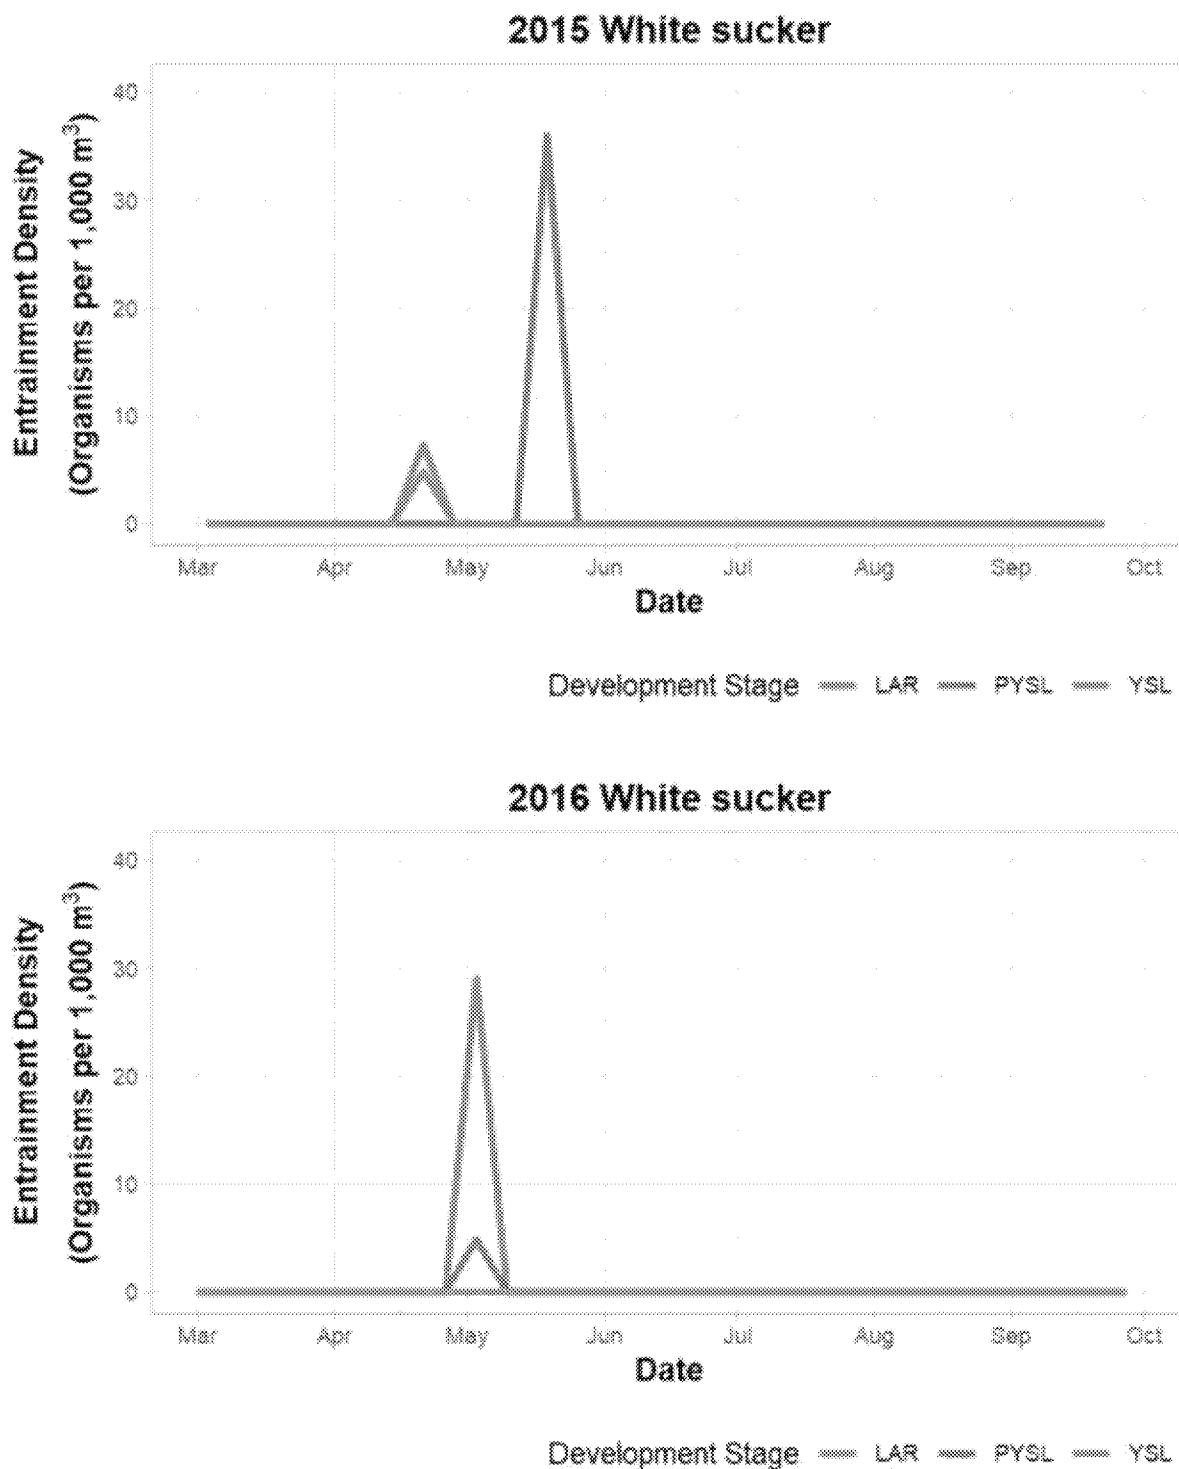 2015 White sucker
Entrainment Density
(Organisms per 1,000 m³)
40
30
20
10
0
Mar Apr May Jun Jul Aug Sep Oct
Date
Development Stage LAR PYSL YSL
2016 White sucker
Entrainment Density
(Organisms per 1,000 m³)
40
30
20
10
0
Mar Apr May Jun Jul Aug Sep Oct
Date
Development Stage LAR PYSL YSL